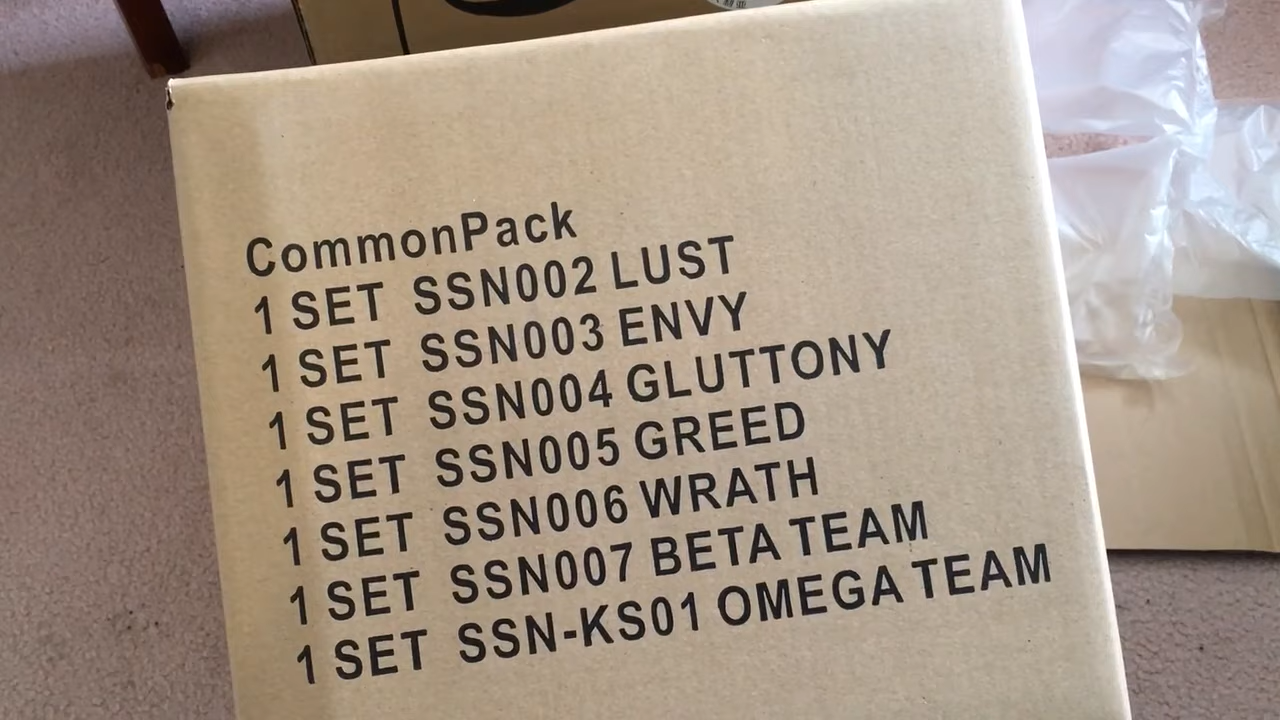 CommonPack
1 SET SSN002 LUST
1 SET SSN003 ENVY
1 SET SSN004 GLUTTONY
1 SET SSN005 GREED
1 SET SSN006 WRATH
1 SET SSN007 BETA TEAM
1 SET SSN-KS01 OMEGA TEAM